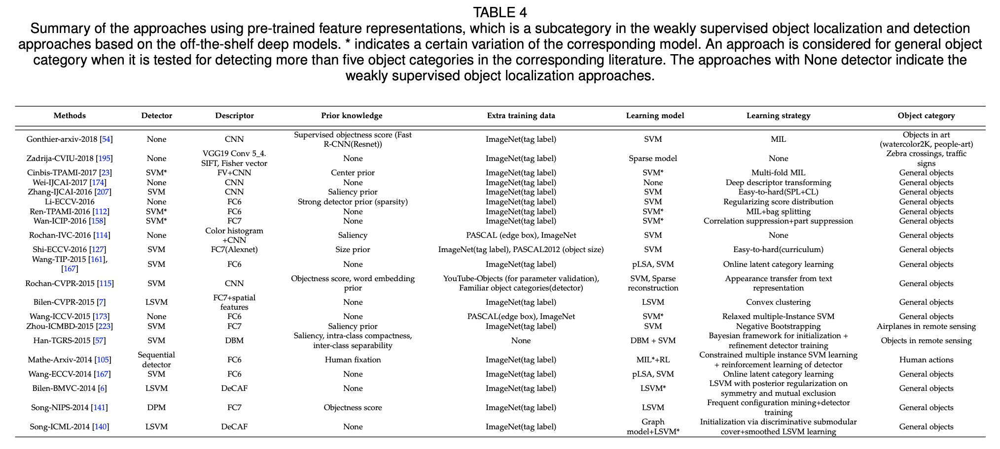 TABLE 4
Summary of the approaches using pre-trained feature representations, which is a subcategory in the weakly supervised object localization and detection
approaches based on the off-the-shelf deep models. * indicates a certain variation of the corresponding model. An approach is considered for general object
category when it is tested for detecting more than five object categories in the corresponding literature. The approaches with None detector indicate the
weakly supervised object localization approaches.
Methods Detector Descriptor Prior knowledge Extra training data Learning model Learning strategy Object category
Gonthier-arxiv-2018 [54] None CNN Supervised objectness score (Fast R-CNN(Resnet)) ImageNet(tag label) SVM MIL Objects in art (watercolor2K, people-art)
Zadrija-CVIU-2018 [195] None VGG19 Conv 5_4. SIFT, Fisher vector None ImageNet(tag label) Sparse model None Zebra crossings, traffic signs
Cinbis-TPAMI-2017 [23] SVM* FV+CNN Center prior ImageNet(tag label) SVM* Multi-fold MIL General objects
Wei-IJCAI-2017 [174] None CNN None ImageNet(tag label) None Deep descriptor transforming General objects
Zhang-IJCAI-2016 [207] SVM CNN Saliency prior ImageNet(tag label) SVM Easy-to-hard(SPL+CL) General objects
Li-ECCV-2016 None FC6 Strong detector prior (sparsity) ImageNet(tag label) SVM Regularizing score distribution General objects
Ren-TPAMI-2016 [112] SVM* FC6 None ImageNet(tag label) SVM* MIL+bag splitting General objects
Wan-ICIP-2016 [158] SVM* FC7 None ImageNet(tag label) SVM* Correlation suppression+part suppression General objects
Rochan-IVC-2016 [114] None Color histogram +CNN Saliency PASCAL (edge box), ImageNet SVM None General objects
Shi-ECCV-2016 [127] SVM FC7(Alexnet) Size prior ImageNet(tag label), PASCAL2012 (object size) SVM Easy-to-hard(curriculum) General objects
Wang-TIP-2015 [161], [167] SVM FC6 None ImageNet(tag label) pLSA, SVM Online latent category learning General objects
Rochan-CVPR-2015 [115] SVM CNN Objectness score, word embedding prior YouTube-Objects (for parameter validation), Familiar object categories(detector) SVM, Sparse reconstruction Appearance transfer from text representation General objects
Bilen-CVPR-2015 [7] LSVM FC7+spatial features None ImageNet(tag label) LSVM Convex clustering General objects
Wang-ICCV-2015 [173] None FC6 None PASCAL(edge box), ImageNet SVM* Relaxed multiple-Instance SVM General objects
Zhou-ICMBD-2015 [223] SVM FC7 Saliency prior ImageNet(tag label) SVM Negative Bootstrapping Airplanes in remote sensing
Han-TGRS-2015 [57] SVM DBM Saliency, intra-class compactness, inter-class separability None DBM + SVM Bayesian framework for initialization + refinement detector training Objects in remote sensing
Mathe-Arxiv-2014 [105] Sequential detector FC6 Human fixation ImageNet(tag label) MIL*+RL Constrained multiple instance SVM learning + reinforcement learning of detector Human actions
Wang-ECCV-2014 [167] SVM FC6 None ImageNet(tag label) pLSA, SVM Online latent category learning General objects
Bilen-BMVC-2014 [6] LSVM DeCAF None ImageNet(tag label) LSVM* LSVM with posterior regularization on symmetry and mutual exclusion General objects
Song-NIPS-2014 [141] DPM FC7 Objectness score ImageNet(tag label) LSVM Frequent configuration mining+detector training General objects
Song-ICML-2014 [140] LSVM DeCAF None ImageNet(tag label) Graph model+LSVM* Initialization via discriminative submodular cover+smoothed LSVM learning General objects